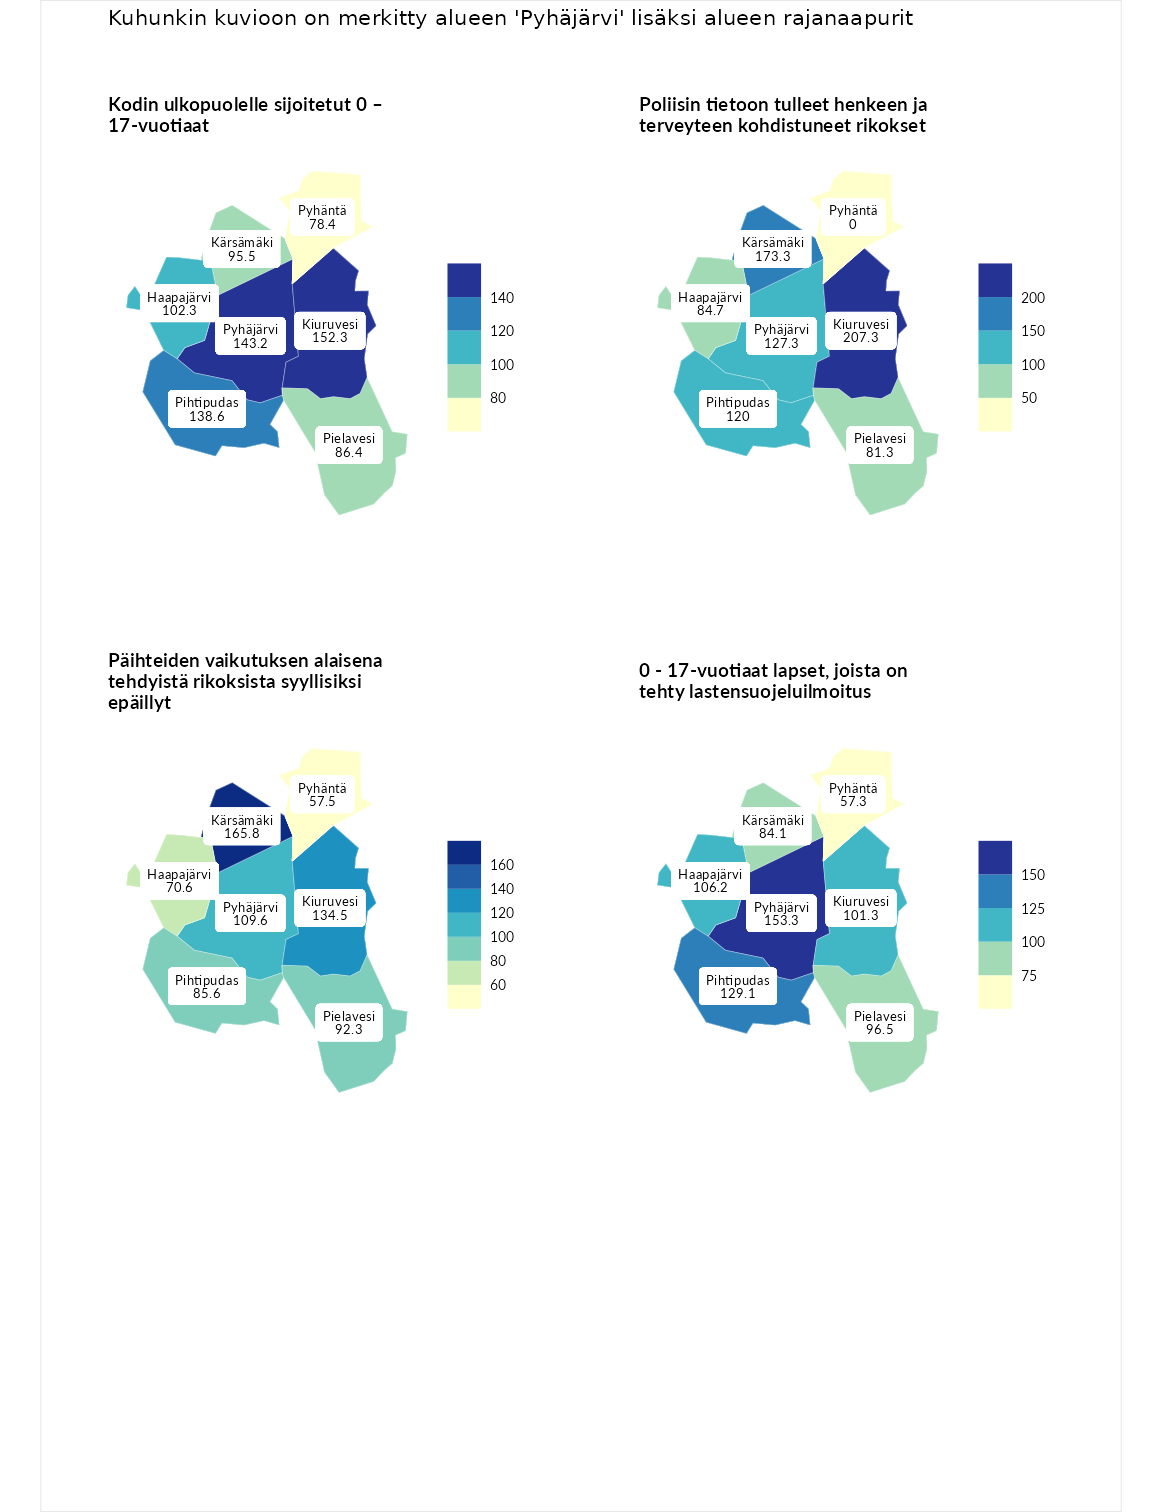 Kuhunkin kuvioon on merkitty alueen 'Pyhäjärvi' lisäksi alueen rajanaapurit
Kodin ulkopuolelle sijoitetut 0 –
17-vuotiaat
Pyhäntä
78.4
Kärsämäki
95.5
Haapajärvi
102.3
Pyhäjärvi
143.2
Kiuruvesi
152.3
Pihtipudas
138.6
Pielavesi
86.4
140
120
100
80
Poliisin tietoon tulleet henkeen ja
terveyteen kohdistuneet rikokset
Pyhäntä
0
Kärsämäki
173.3
Haapajärvi
84.7
Pyhäjärvi
127.3
Kiuruvesi
207.3
Pihtipudas
120
Pielavesi
81.3
200
150
100
50
Päihteiden vaikutuksen alaisena
tehdyistä rikoksista syyllisiksi
epäillyt
Pyhäntä
57.5
Kärsämäki
165.8
Haapajärvi
70.6
Pyhäjärvi
109.6
Kiuruvesi
134.5
Pihtipudas
85.6
Pielavesi
92.3
160
140
120
100
80
60
0 - 17-vuotiaat lapset, joista on
tehty lastensuojeluilmoitus
Pyhäntä
57.3
Kärsämäki
84.1
Haapajärvi
106.2
Pyhäjärvi
153.3
Kiuruvesi
101.3
Pihtipudas
129.1
Pielavesi
96.5
150
125
100
75